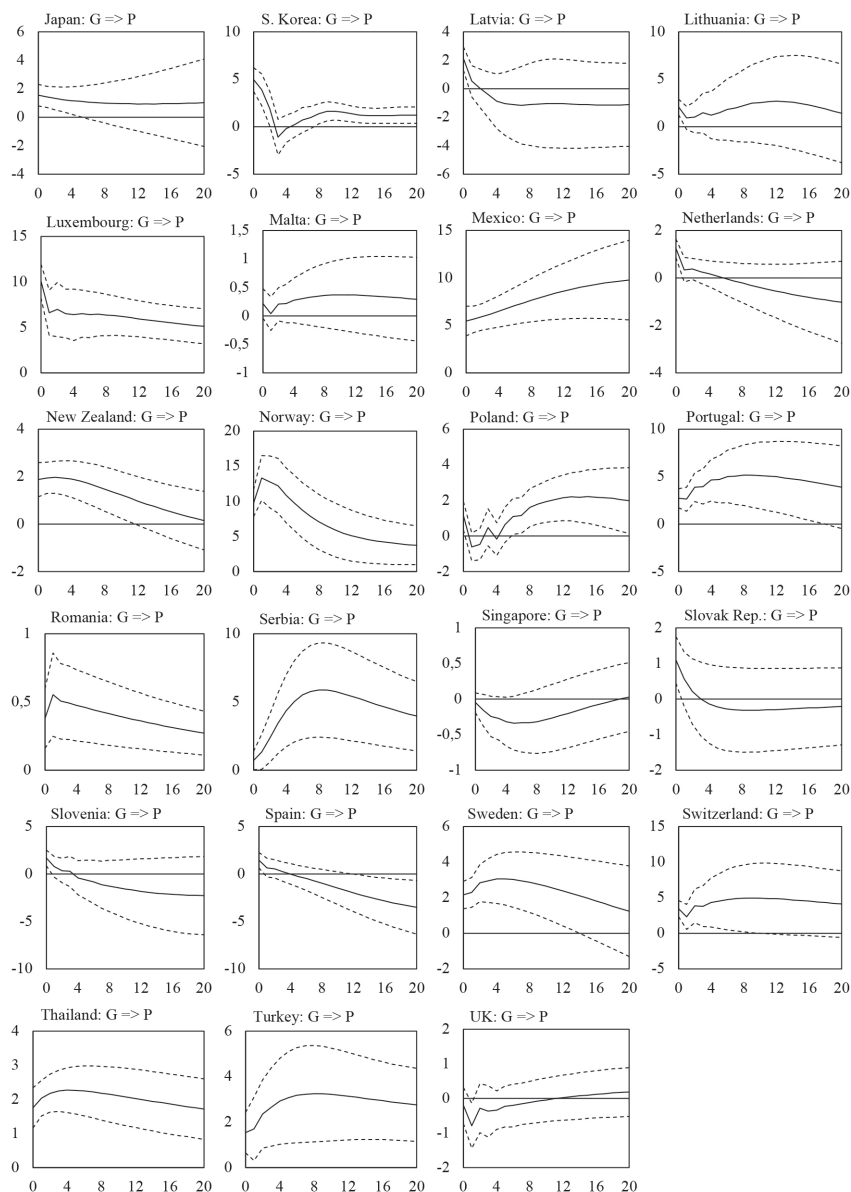 Japan: G => P
6
4
2
0
-2
-4
0 4 8 12 16 20
S. Korea: G => P
10
5
0
-5
0 4 8 12 16 20
Latvia: G => P
4
2
0
-2
-4
-6
0 4 8 12 16 20
Lithuania: G => P
10
5
0
-5
0 4 8 12 16 20
Luxembourg: G => P
15
10
5
0
0 4 8 12 16 20
Malta: G => P
1,5
1
0,5
0
-0,5
-1
0 4 8 12 16 20
Mexico: G => P
15
10
5
0
0 4 8 12 16 20
Netherlands: G => P
2
0
-2
-4
0 4 8 12 16 20
New Zealand: G => P
4
2
0
-2
0 4 8 12 16 20
Norway: G => P
20
15
10
5
0
0 4 8 12 16 20
Poland: G => P
6
4
2
0
-2
0 4 8 12 16 20
Portugal: G => P
10
5
0
-5
0 4 8 12 16 20
Romania: G => P
1
0,5
0
0 4 8 12 16 20
Serbia: G => P
10
5
0
0 4 8 12 16 20
Singapore: G => P
1
0,5
0
-0,5
-1
0 4 8 12 16 20
Slovak Rep.: G => P
2
1
0
-1
-2
0 4 8 12 16 20
Slovenia: G => P
5
0
-5
-10
0 4 8 12 16 20
Spain: G => P
5
0
-5
-10
0 4 8 12 16 20
Sweden: G => P
6
4
2
0
-2
0 4 8 12 16 20
Switzerland: G => P
15
10
5
0
-5
0 4 8 12 16 20
Thailand: G => P
4
3
2
1
0
0 4 8 12 16 20
Turkey: G => P
6
4
2
0
0 4 8 12 16 20
UK: G => P
2
1
0
-1
-2
0 4 8 12 16 20